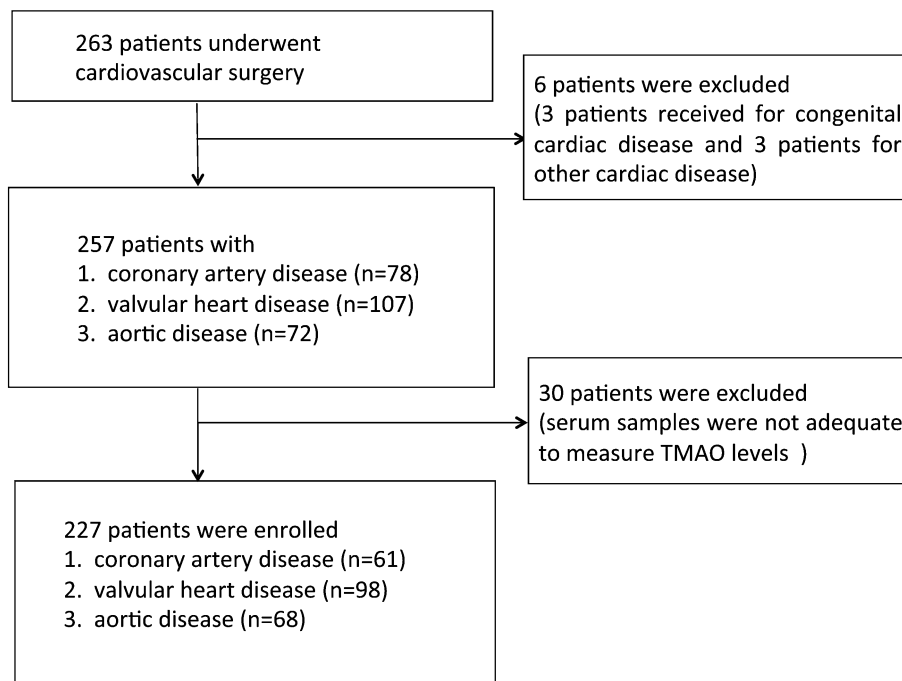 263 patients underwent
cardiovascular surgery
6 patients were excluded
(3 patients received for congenital
cardiac disease and 3 patients for
other cardiac disease)
257 patients with
1. coronary artery disease (n=78)
2. valvular heart disease (n=107)
3. aortic disease (n=72)
30 patients were excluded
(serum samples were not adequate
to measure TMAO levels )
227 patients were enrolled
1. coronary artery disease (n=61)
2. valvular heart disease (n=98)
3. aortic disease (n=68)